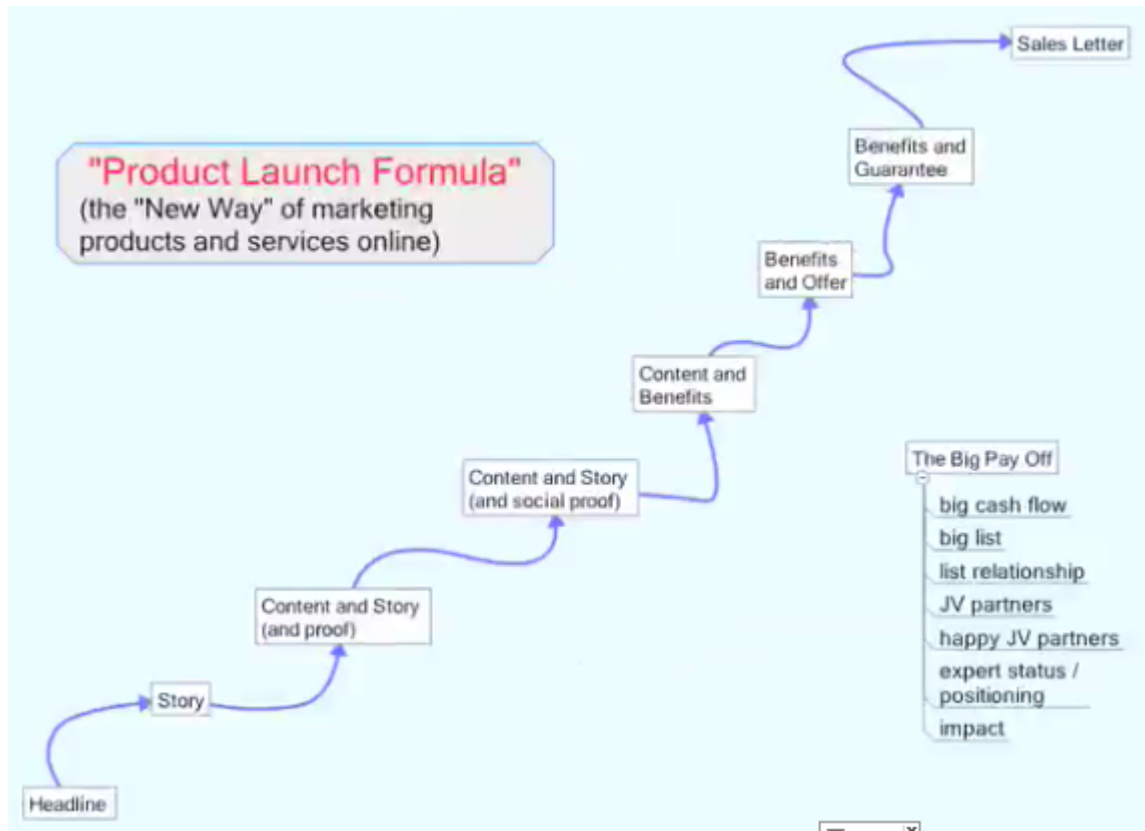 "Product Launch Formula"
(the "New Way" of marketing
products and services online)
Sales Letter
Benefits and
Guarantee
Benefits
and Offer
Content and
Benefits
Content and Story
(and social proof)
Content and Story
(and proof)
Story
Headline
The Big Pay Off
big cash flow
big list
list relationship
JV partners
happy JV partners
expert status /
positioning
impact